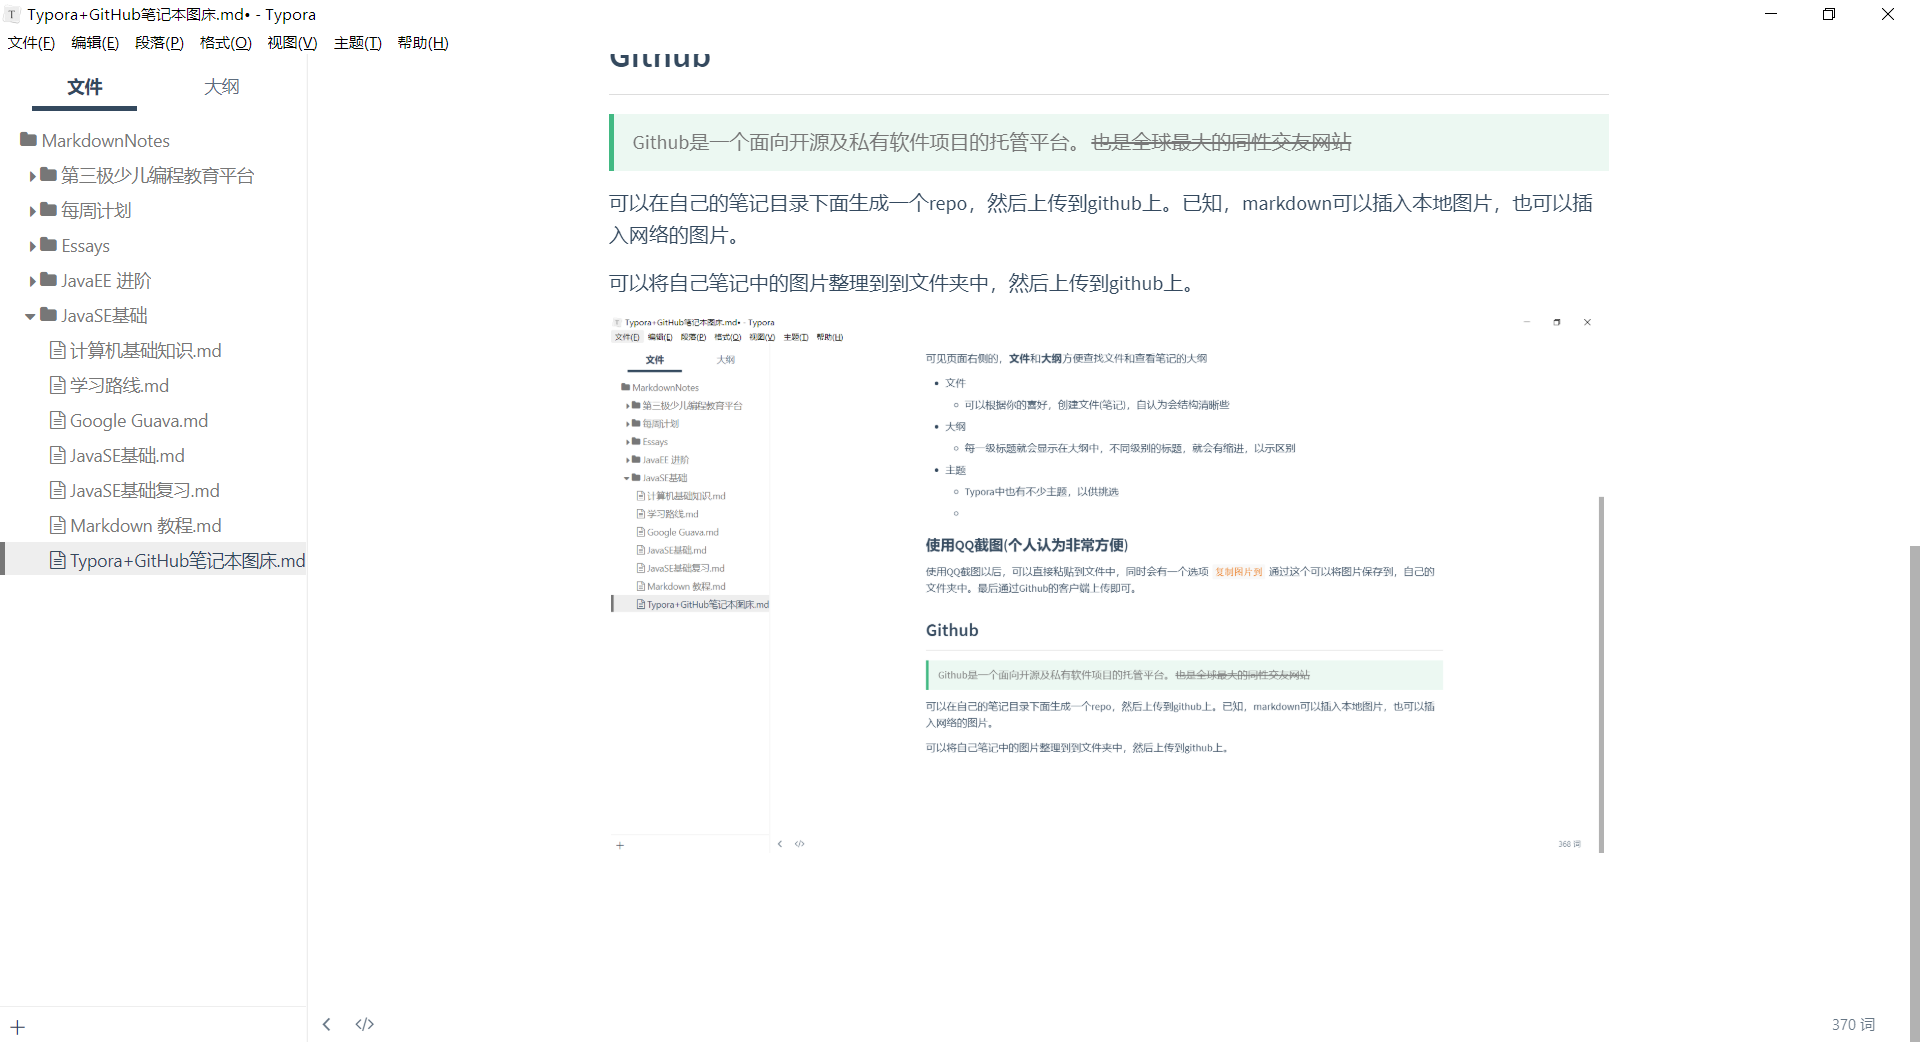 Typora+GitHub笔记本图床.md• - Typora
文件(F) 编辑(E) 段落(P) 格式(O) 视图(V) 主题(T) 帮助(H)
文件 大纲
MarkdownNotes
第三极少儿编程教育平台
每周计划
Essays
JavaEE 进阶
JavaSE基础
计算机基础知识.md
学习路线.md
Google Guava.md
JavaSE基础.md
JavaSE基础复习.md
Markdown 教程.md
Typora+GitHub笔记本图床.md
Github
Github是一个面向开源及私有软件项目的托管平台。也是全球最大的同性交友网站
可以在自己的笔记目录下面生成一个repo，然后上传到github上。已知，markdown可以插入本地图片，也可以插
入网络的图片。
可以将自己笔记中的图片整理到到文件夹中，然后上传到github上。
Typora+GitHub笔记本图床.md• - Typora
文件(F) 编辑(E) 段落(P) 格式(O) 视图(V) 主题(T) 帮助(H)
文件 大纲
MarkdownNotes
第三极少儿编程教育平台
每周计划
Essays
JavaEE 进阶
JavaSE基础
计算机基础知识.md
学习路线.md
Google Guava.md
JavaSE基础.md
JavaSE基础复习.md
Markdown 教程.md
Typora+GitHub笔记本图床.md
可见页面右侧的，文件和大纲方便查找文件和查看笔记的大纲
文件
可以根据你的喜好，创建文件(笔记)，自认为会结构清晰些
大纲
每一级标题就会显示在大纲中，不同级别的标题，就会有缩进，以示区别
主题
Typora中也有不少主题，以供挑选
使用QQ截图(个人认为非常方便)
使用QQ截图以后，可以直接粘贴到文件中，同时会有一个选项 复制图片到 通过这个可以将图片保存到，自己的
文件夹中。最后通过Github的客户端上传即可。
Github
Github是一个面向开源及私有软件项目的托管平台。也是全球最大的同性交友网站
可以在自己的笔记目录下面生成一个repo，然后上传到github上。已知，markdown可以插入本地图片，也可以插
入网络的图片。
可以将自己笔记中的图片整理到到文件夹中，然后上传到github上。
+ < </> 368 词
+ < </> 370 词